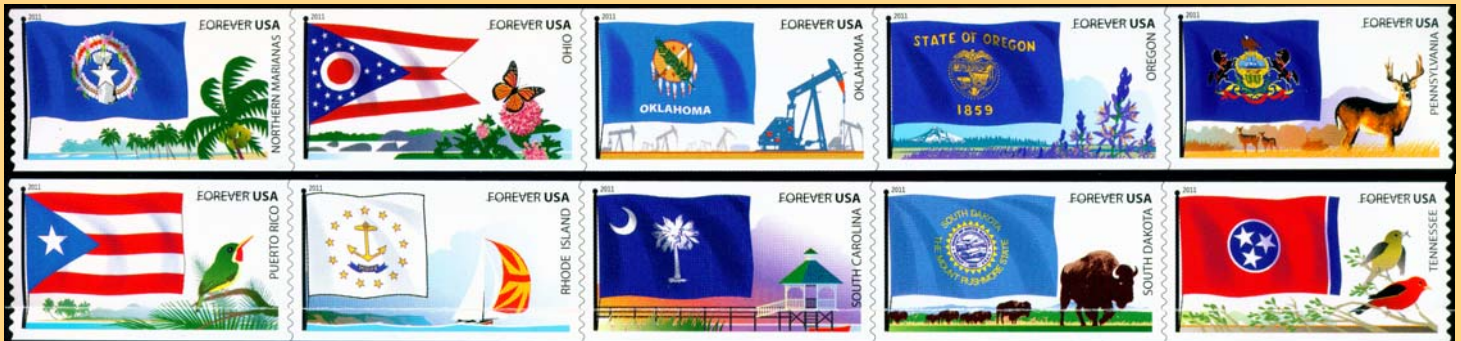 2011
FOREVER USA
NORTHERN MARIANAS
2011
FOREVER USA
OHIO
2011
FOREVER USA
OKLAHOMA
OKLAHOMA
2011
FOREVER USA
STATE OF OREGON
1859
OREGON
2011
FOREVER USA
PENNSYLVANIA
2011
FOREVER USA
PUERTO RICO
2011
FOREVER USA
RHODE ISLAND
2011
FOREVER USA
SOUTH CAROLINA
2011
FOREVER USA
SOUTH DAKOTA
THE MOUNT RUSHMORE STATE
SOUTH DAKOTA
2011
FOREVER USA
TENNESSEE